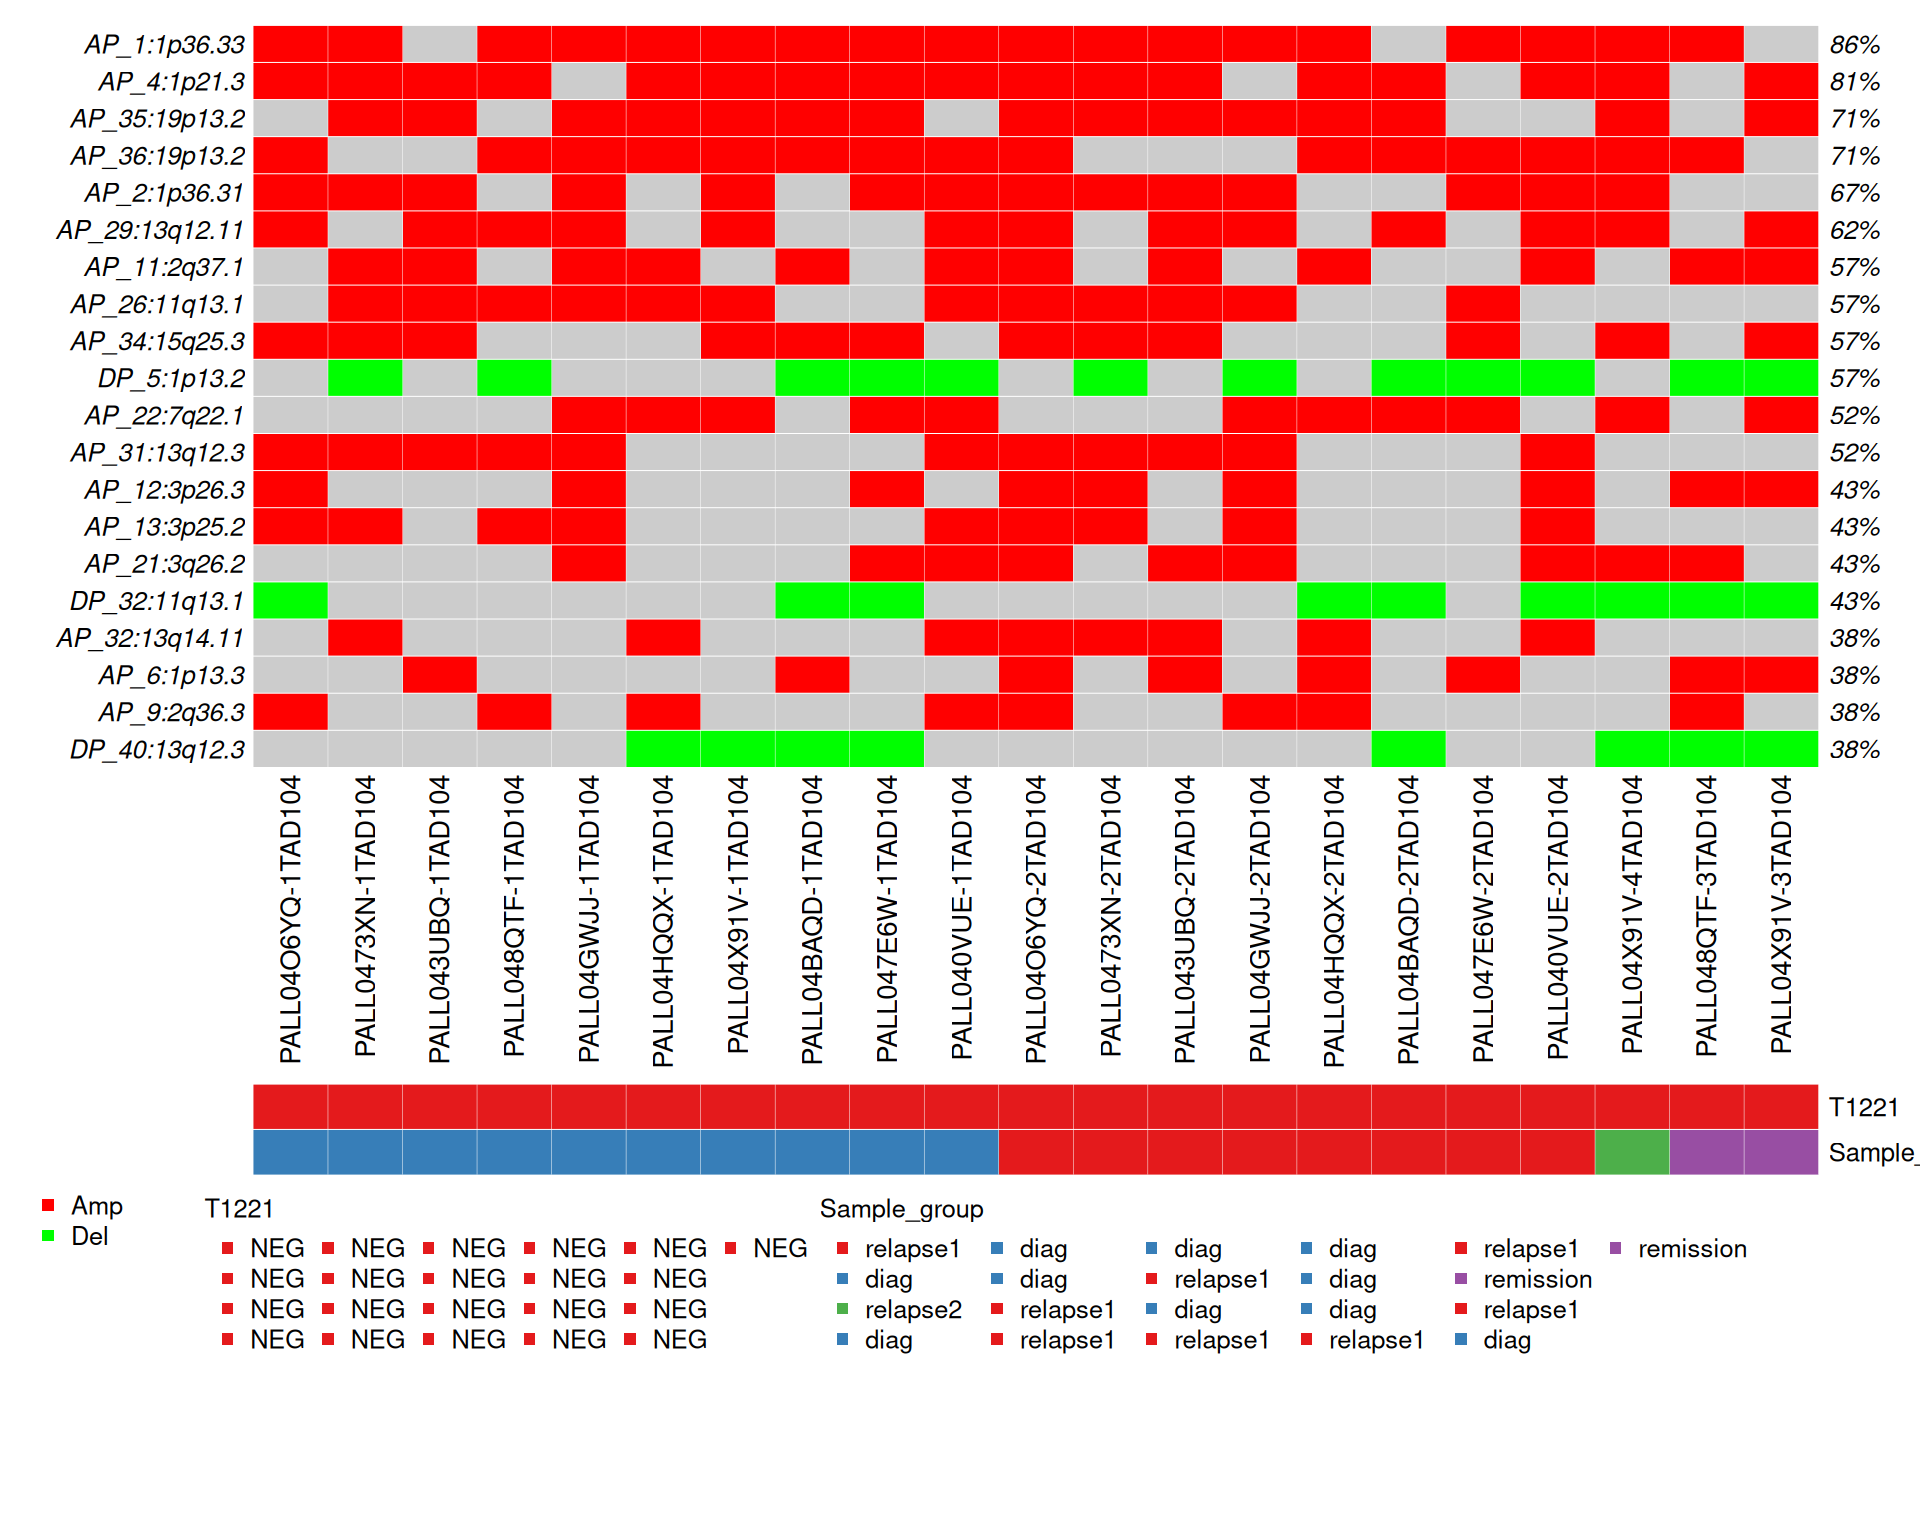 AP_1:1p36.33 86%
AP_4:1p21.3 81%
AP_35:19p13.2 71%
AP_36:19p13.2 71%
AP_2:1p36.31 67%
AP_29:13q12.11 62%
AP_11:2q37.1 57%
AP_26:11q13.1 57%
AP_34:15q25.3 57%
DP_5:1p13.2 57%
AP_22:7q22.1 52%
AP_31:13q12.3 52%
AP_12:3p26.3 43%
AP_13:3p25.2 43%
AP_21:3q26.2 43%
DP_32:11q13.1 43%
AP_32:13q14.11 38%
AP_6:1p13.3 38%
AP_9:2q36.3 38%
DP_40:13q12.3 38%
PALL04O6YQ-1TAD104
PALL0473XN-1TAD104
PALL043UBQ-1TAD104
PALL048QTF-1TAD104
PALL04GWJJ-1TAD104
PALL04HQQX-1TAD104
PALL04X91V-1TAD104
PALL04BAQD-1TAD104
PALL047E6W-1TAD104
PALL040VUE-1TAD104
PALL04O6YQ-2TAD104
PALL0473XN-2TAD104
PALL043UBQ-2TAD104
PALL04GWJJ-2TAD104
PALL04HQQX-2TAD104
PALL04BAQD-2TAD104
PALL047E6W-2TAD104
PALL040VUE-2TAD104
PALL04X91V-4TAD104
PALL048QTF-3TAD104
PALL04X91V-3TAD104
T1221
Sample_
Amp
Del
T1221
NEG NEG NEG NEG NEG NEG
NEG NEG NEG NEG NEG
NEG NEG NEG NEG NEG
NEG NEG NEG NEG NEG
Sample_group
relapse1 diag diag diag relapse1 remission
diag diag relapse1 diag remission
relapse2 relapse1 diag diag relapse1
diag relapse1 relapse1 relapse1 diag